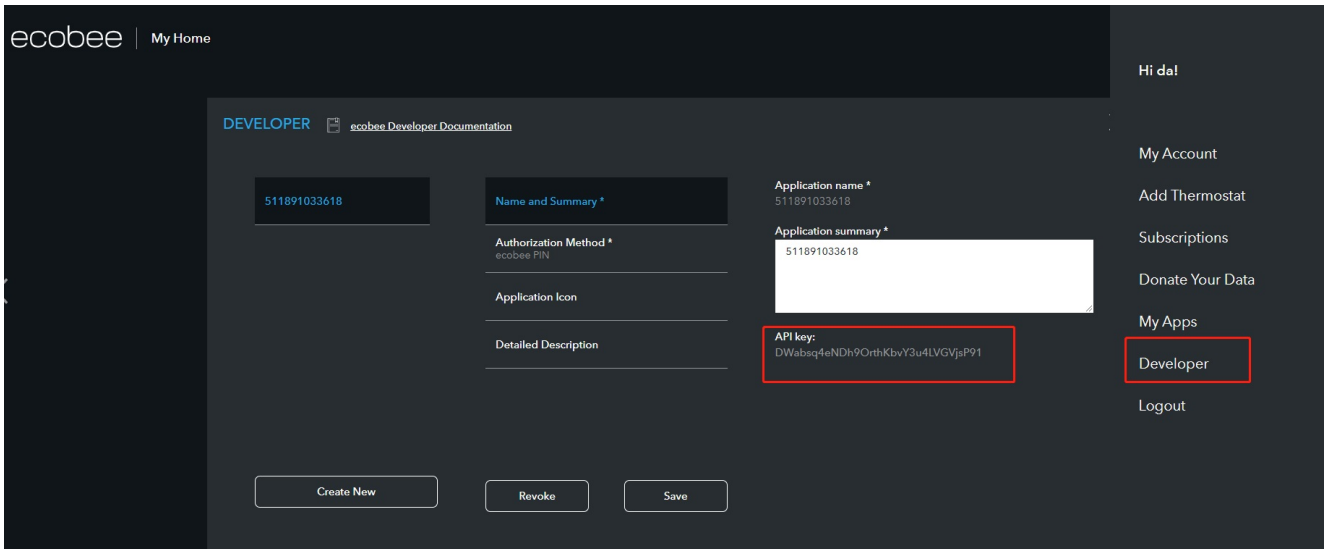 ecobee | My Home
Hi da!
DEVELOPER ecobee Developer Documentation
511891033618
Name and Summary *
Authorization Method *
ecobee PIN
Application Icon
Detailed Description
Application name *
511891033618
Application summary *
511891033618
API key:
DWabsq4eNDh9OrthKbvY3u4LVGVjsP91
Create New
Revoke
Save
My Account
Add Thermostat
Subscriptions
Donate Your Data
My Apps
Developer
Logout